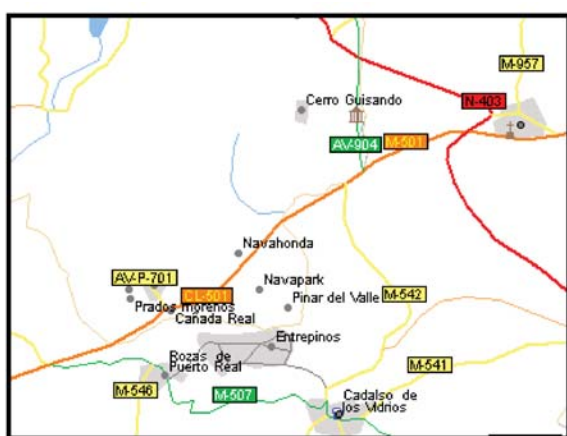 M-957
N-403
Cerro Guisando
AV-904
M-501
Navahonda
AV-P-701
Navapark
CL-501
M-542
Prados Morenos
Pinar del Valle
Cañada Real
Entrepinos
Rozas de
Puerto Real
M-541
M-546
M-507
Cadalso de
los Vidrios